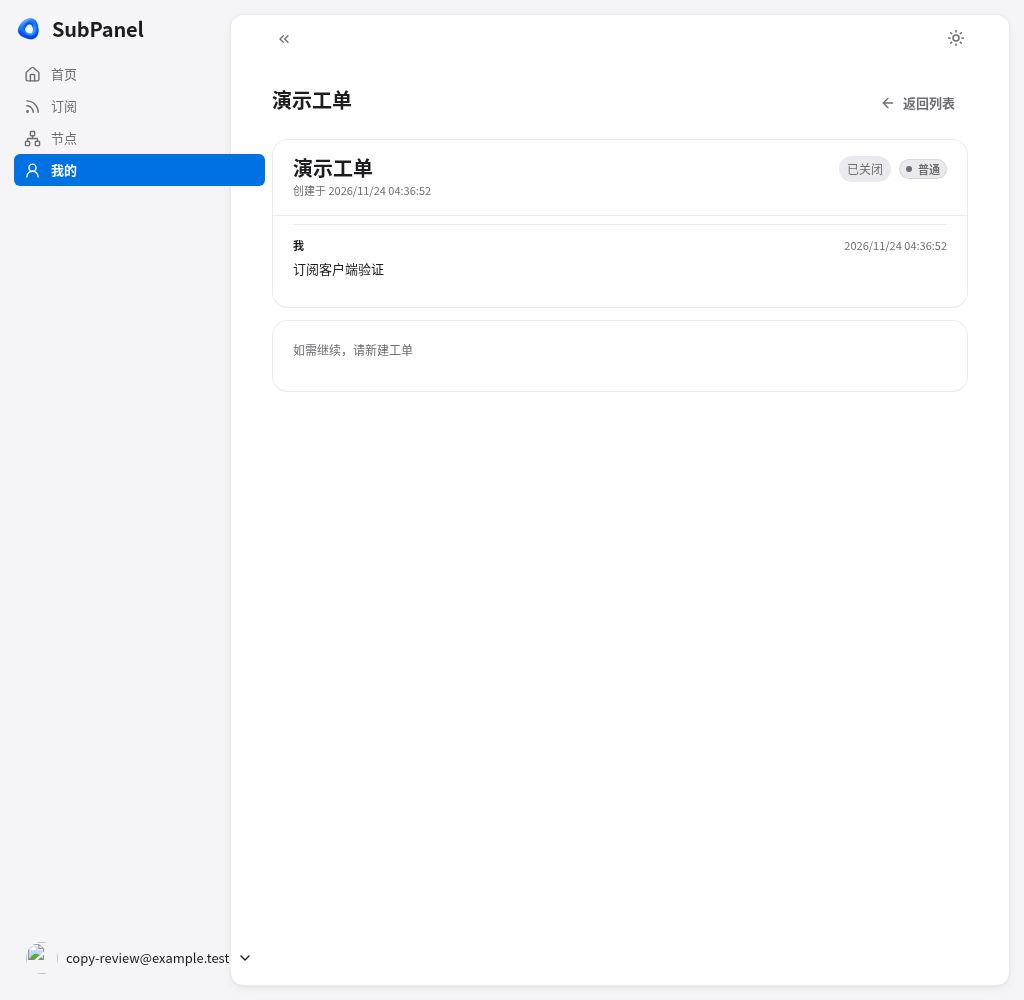 SubPanel
首页
订阅
节点
我的
演示工单
返回列表
演示工单
已关闭
普通
创建于 2026/11/24 04:36:52
我
2026/11/24 04:36:52
订阅客户端验证
如需继续，请新建工单
copy-review@example.test